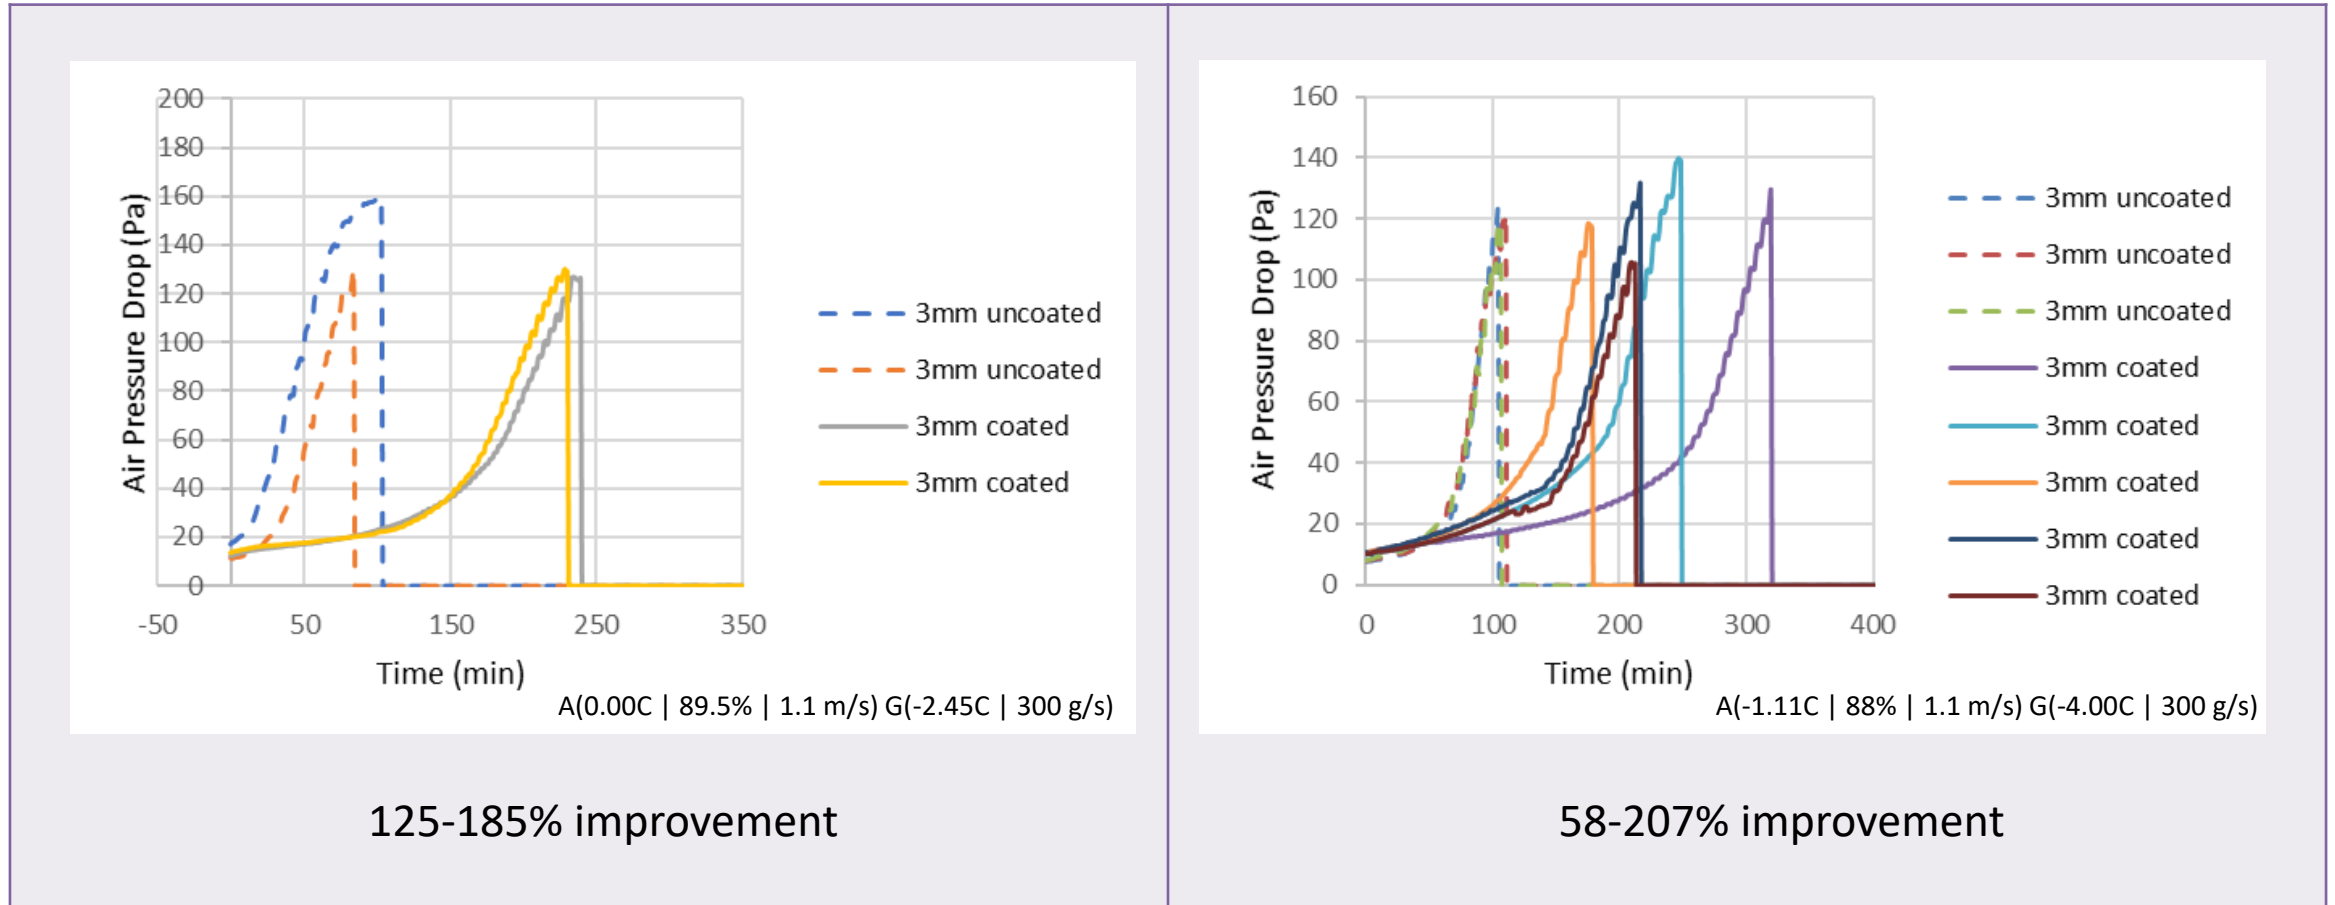 200
180
160
140
120
100
80
60
40
20
0
Air Pressure Drop (Pa)
-50 50 150 250 350
Time (min)
3mm uncoated
3mm uncoated
3mm coated
3mm coated
A(0.00C | 89.5% | 1.1 m/s) G(-2.45C | 300 g/s)
125-185% improvement
160
140
120
100
80
60
40
20
0
Air Pressure Drop (Pa)
0 100 200 300 400
Time (min)
3mm uncoated
3mm uncoated
3mm uncoated
3mm coated
3mm coated
3mm coated
3mm coated
3mm coated
A(-1.11C | 88% | 1.1 m/s) G(-4.00C | 300 g/s)
58-207% improvement